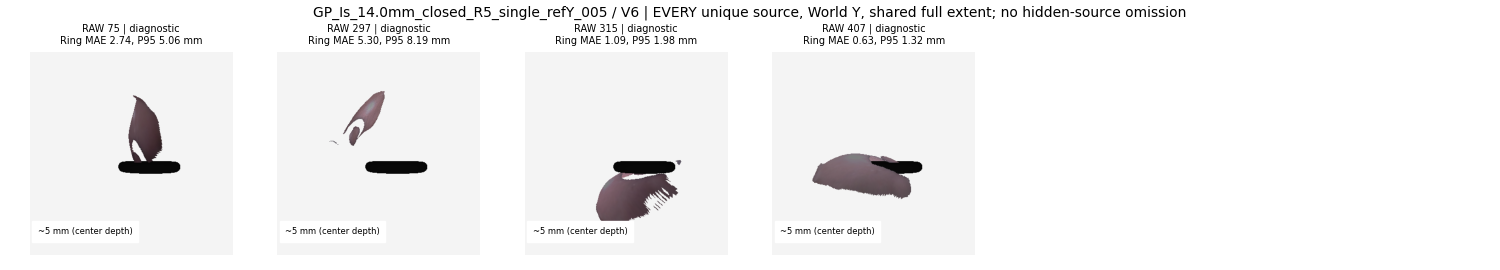 GP_Is_14.0mm_closed_R5_single_refY_005 / V6 | EVERY unique source, World Y, shared full extent; no hidden-source omission
RAW 75 | diagnostic
Ring MAE 2.74, P95 5.06 mm
RAW 297 | diagnostic
Ring MAE 5.30, P95 8.19 mm
RAW 315 | diagnostic
Ring MAE 1.09, P95 1.98 mm
RAW 407 | diagnostic
Ring MAE 0.63, P95 1.32 mm
~5 mm (center depth)
~5 mm (center depth)
~5 mm (center depth)
~5 mm (center depth)